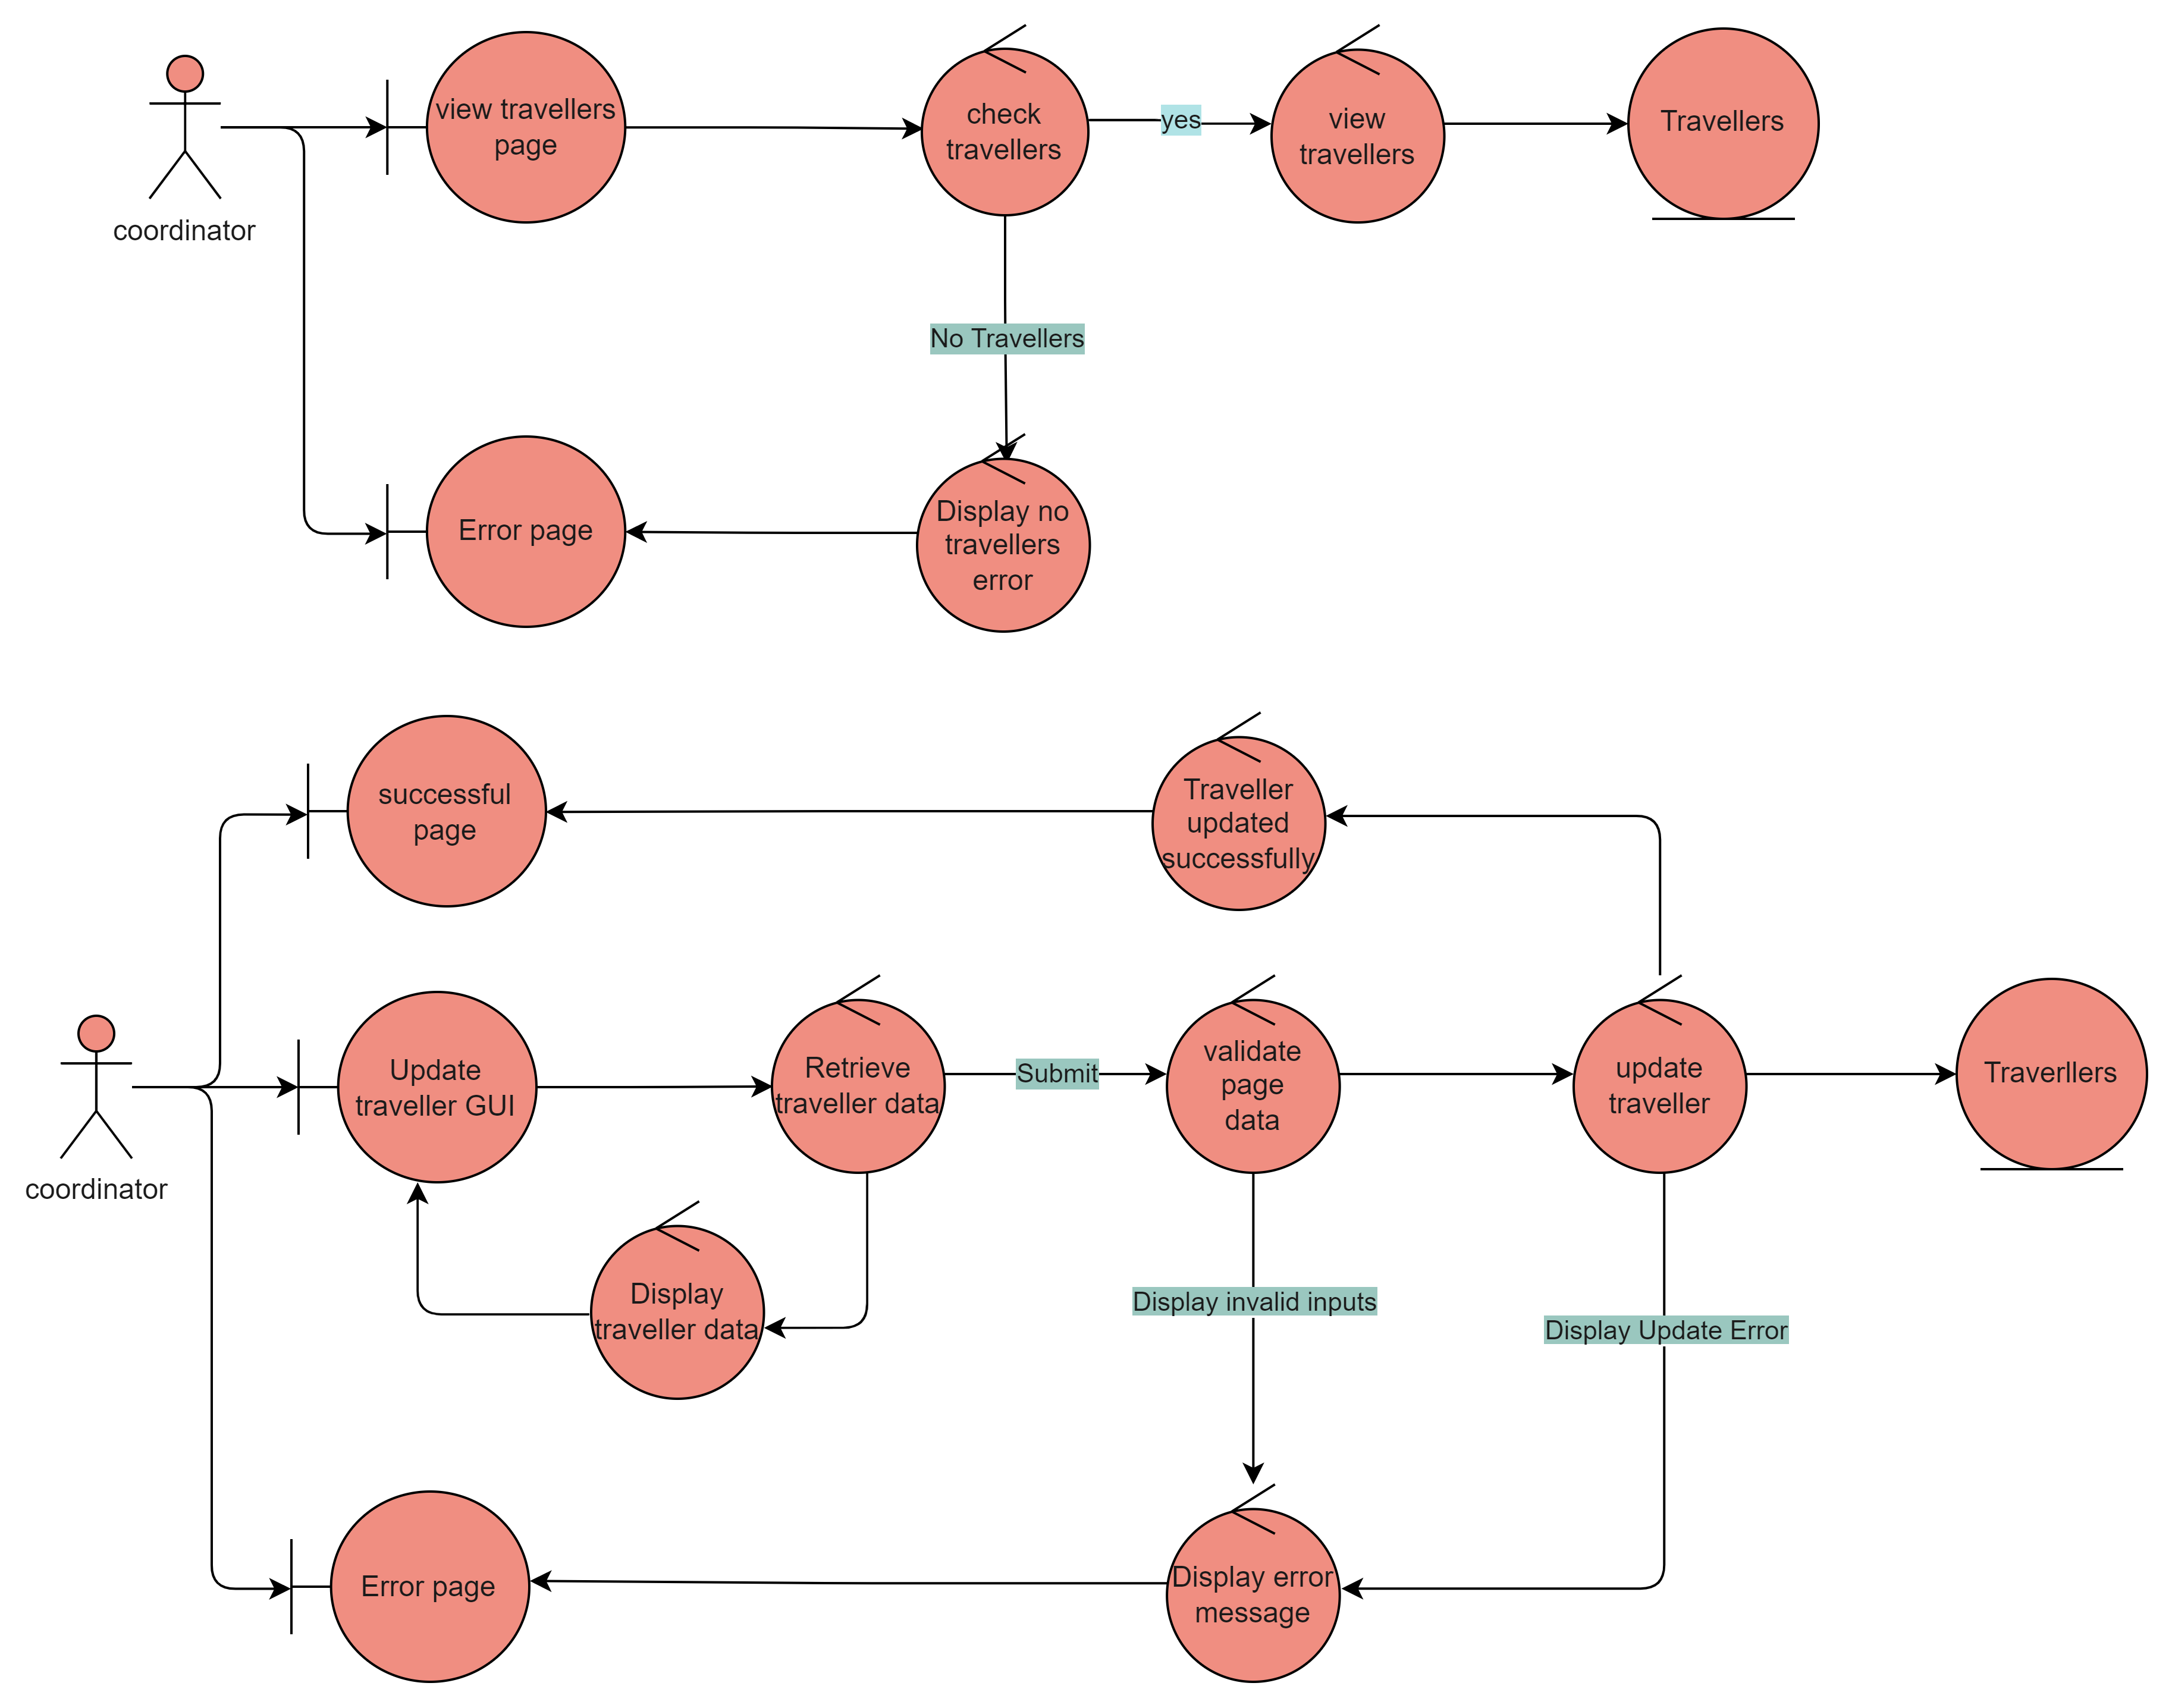 view travellers
page
check
travellers
yes
view
travellers
Travellers
coordinator
No Travellers
Error page
Display no
travellers
error
successful
page
Traveller
updated
successfully
Update
traveller GUI
Retrieve
traveller data
Submit
validate
page
data
update
traveller
Traverllers
coordinator
Display
traveller data
Display invalid inputs
Display Update Error
Error page
Display error
message